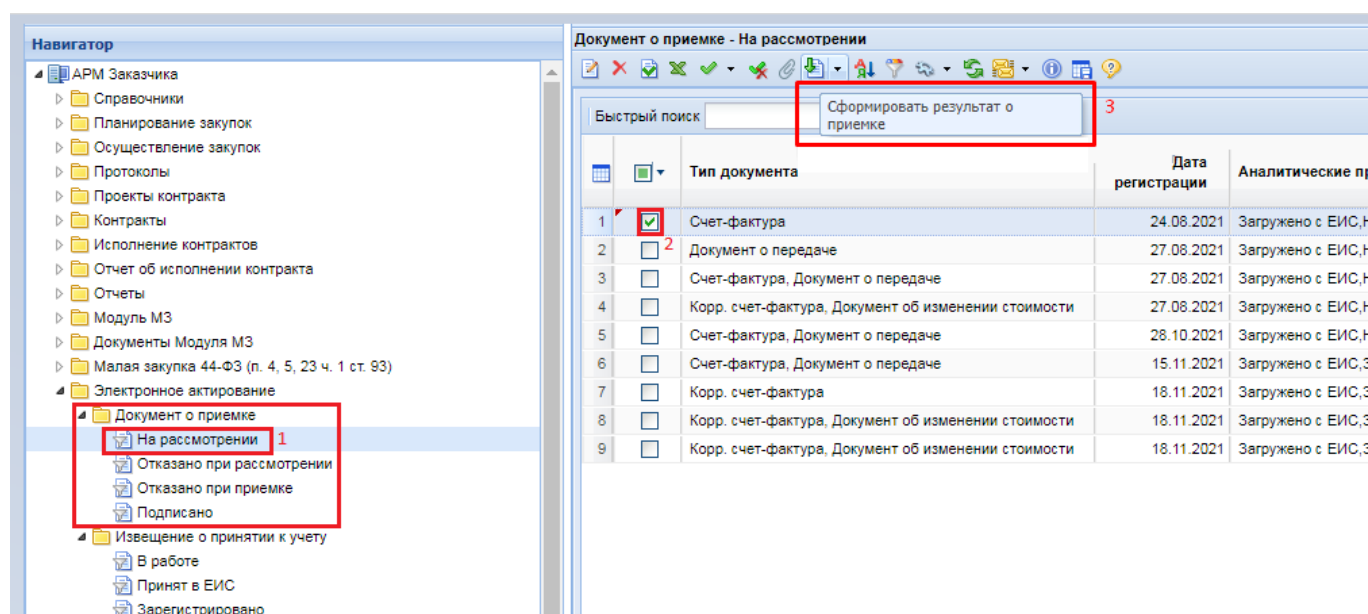 Навигатор
АРМ Заказчика
Справочники
Планирование закупок
Осуществление закупок
Протоколы
Проекты контракта
Контракты
Исполнение контрактов
Отчет об исполнении контракта
Отчеты
Модуль МЗ
Документы Модуля МЗ
Малая закупка 44-ФЗ (п. 4, 5, 23 ч. 1 ст. 93)
Электронное актирование
Документ о приемке
На рассмотрении 1
Отказано при рассмотрении
Отказано при приемке
Подписано
Извещение о принятии к учету
В работе
Принят в ЕИС
Зарегистрировано
Документ о приемке - На рассмотрении
Быстрый поиск
Сформировать результат о
приемке
3
Тип документа Дата регистрации Аналитические пр
1 Счет-фактура 24.08.2021 Загружено с ЕИС,Н
2 2 Документ о передаче 27.08.2021 Загружено с ЕИС,Н
3 Счет-фактура, Документ о передаче 27.08.2021 Загружено с ЕИС,Н
4 Корр. счет-фактура, Документ об изменении стоимости 27.08.2021 Загружено с ЕИС,Н
5 Счет-фактура, Документ о передаче 28.10.2021 Загружено с ЕИС,Н
6 Счет-фактура, Документ о передаче 15.11.2021 Загружено с ЕИС,З
7 Корр. счет-фактура 18.11.2021 Загружено с ЕИС,З
8 Корр. счет-фактура, Документ об изменении стоимости 18.11.2021 Загружено с ЕИС,З
9 Корр. счет-фактура, Документ об изменении стоимости 18.11.2021 Загружено с ЕИС,З